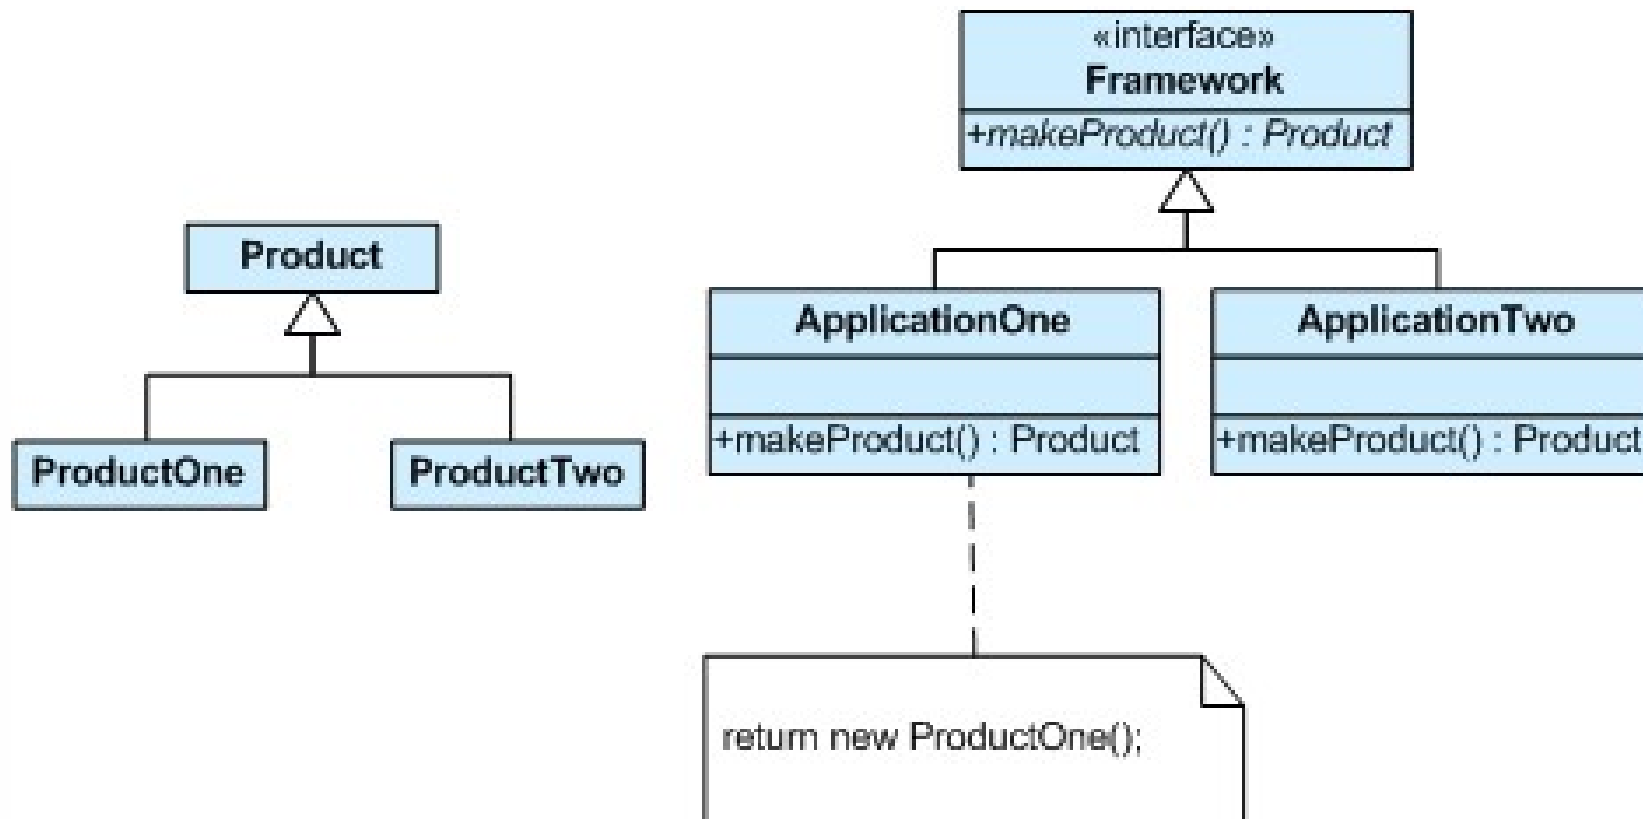 «interface»
Framework
+makeProduct() : Product
Product
ApplicationOne
ApplicationTwo
+makeProduct() : Product
+makeProduct() : Product
ProductOne
ProductTwo
return new ProductOne();